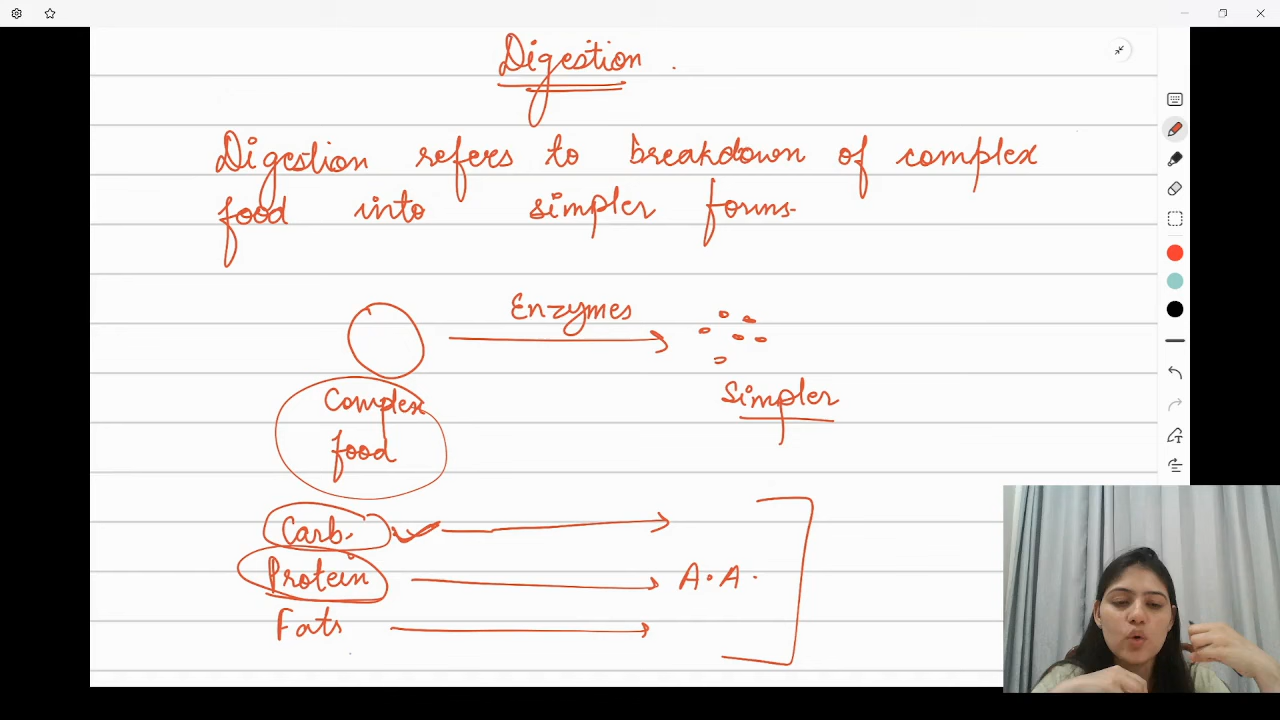 Digestion
Digestion refers to breakdown of complex
food into simpler forms.
Enzymes
Complex
food
Simpler
Carb.
Protein A.A.
Fats